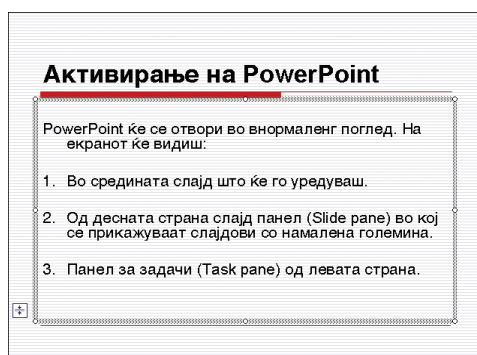 Активирање на PowerPoint
PowerPoint ќе се отвори во внормаленг поглед. На
екранот ќе видиш:
1. Во средината слајд што ќе го уредуваш.
2. Од десната страна слајд панел (Slide pane) во кој
се прикажуваат слајдови со намалена големина.
3. Панел за задачи (Task pane) од левата страна.